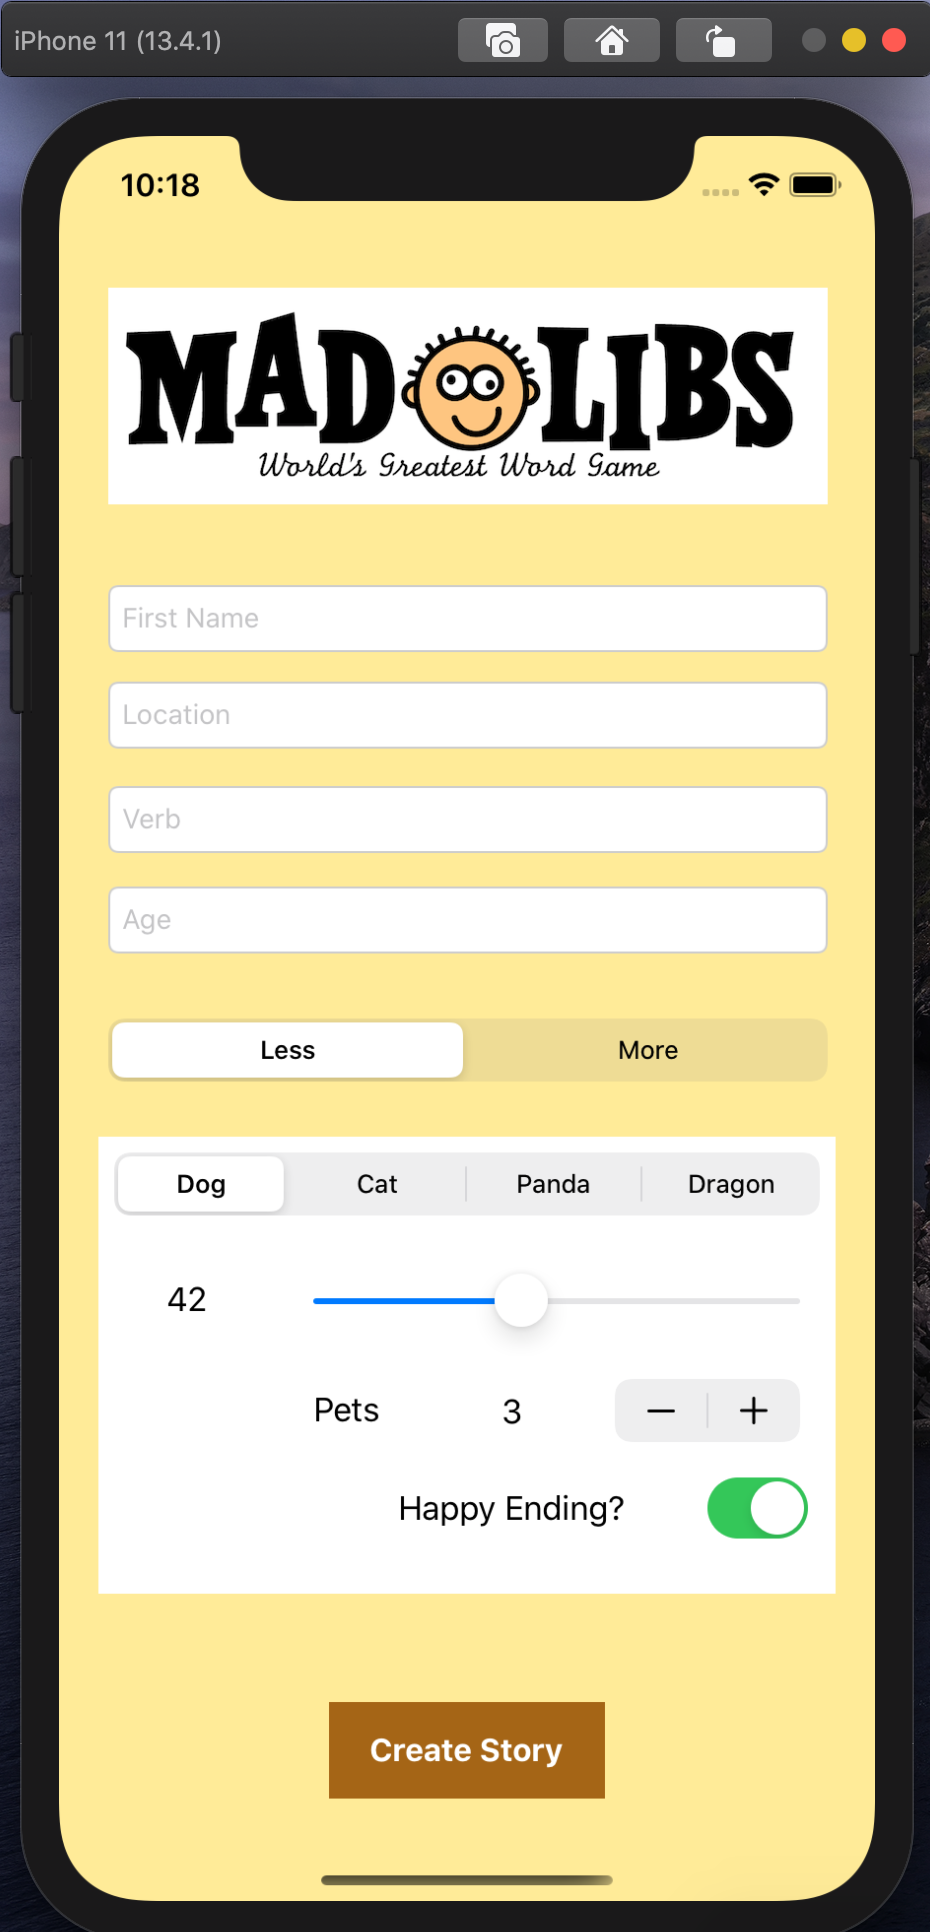 iPhone 11 (13.4.1)
10:18
MAD LIBS
World's Greatest Word Game
First Name
Location
Verb
Age
Less More
Dog Cat Panda Dragon
42
Pets 3 − +
Happy Ending?
Create Story